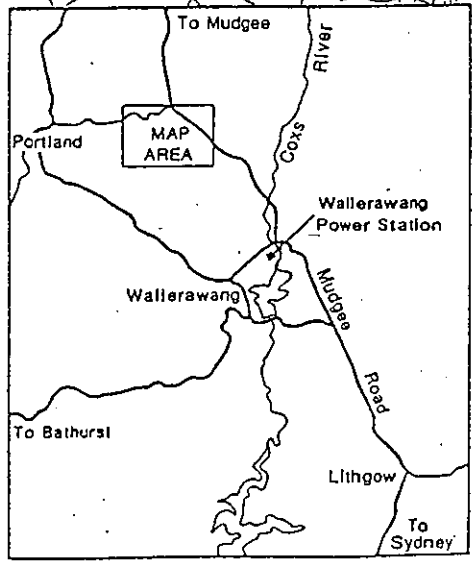 To Mudgee
River
Coxs
Portland
MAP
AREA
Wallerawang
Power Station
Wallerawang
Mudgee
Road
To Bathurst
Lithgow
To
Sydney